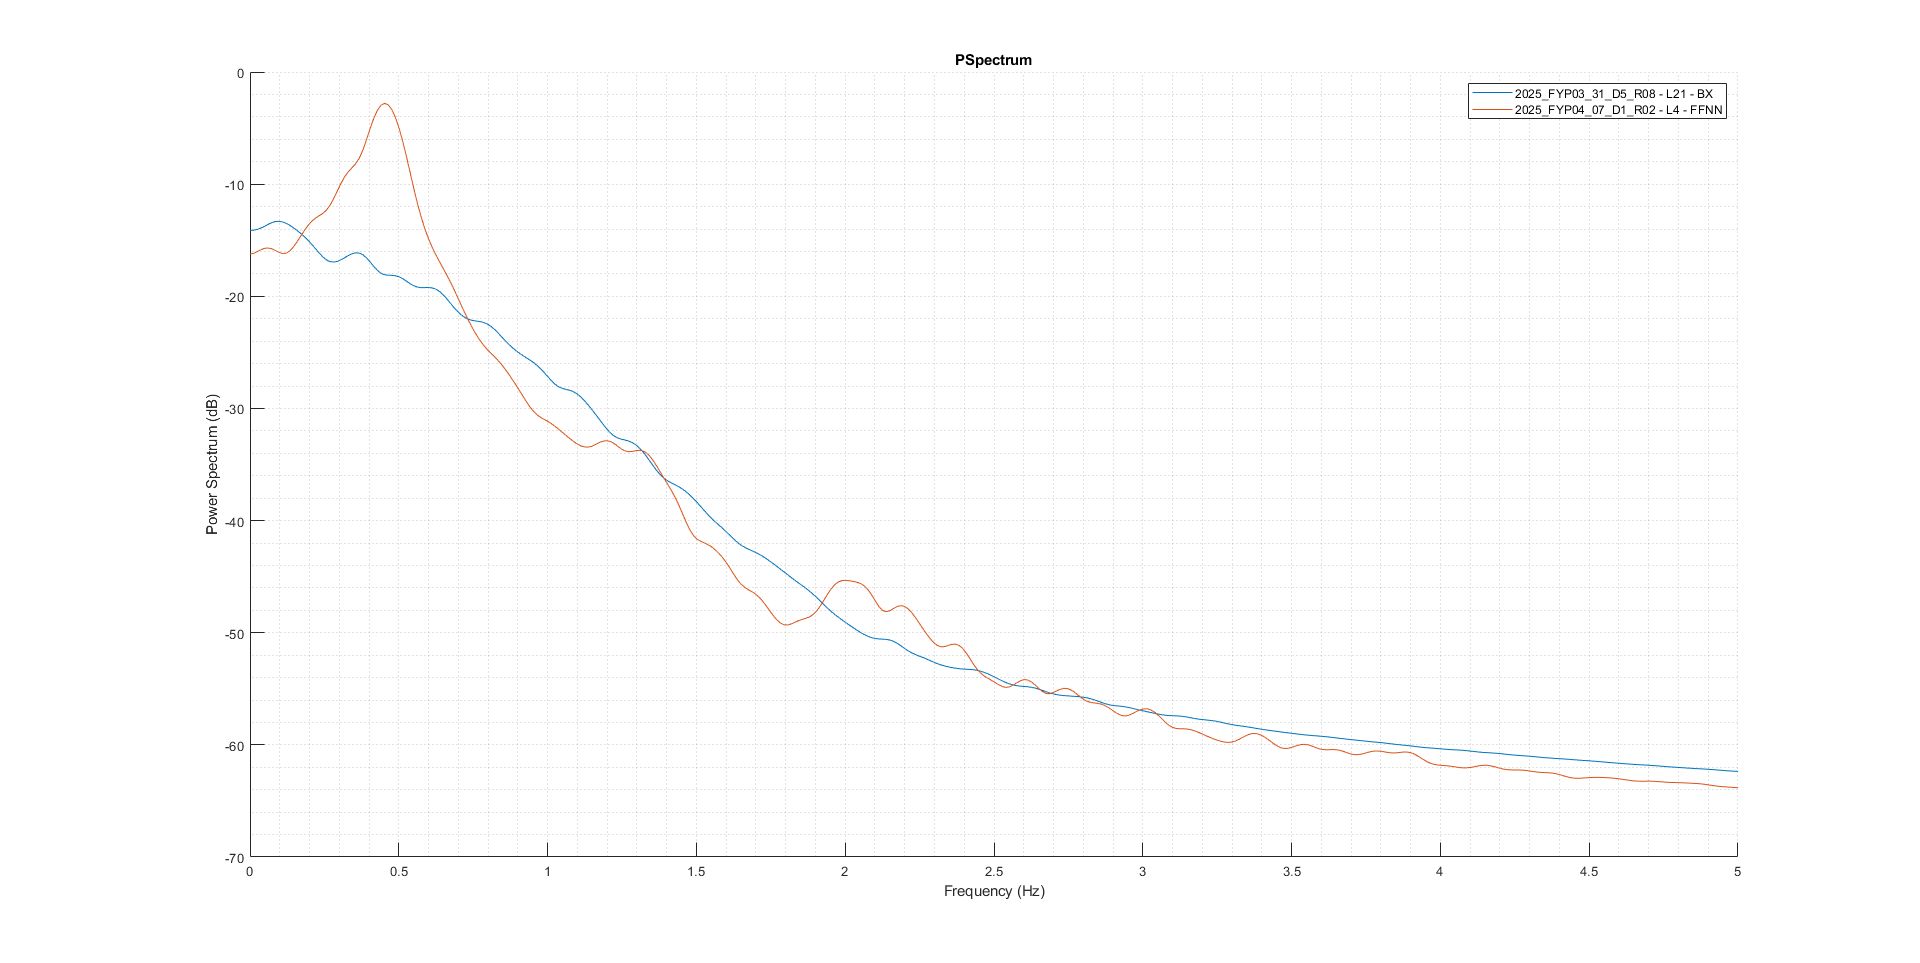 PSpectrum
2025_FYP03_31_D5_R08 - L21 - BX
2025_FYP04_07_D1_R02 - L4 - FFNN
Power Spectrum (dB)
0
-10
-20
-30
-40
-50
-60
-70
0 0.5 1 1.5 2 2.5 3 3.5 4 4.5 5
Frequency (Hz)